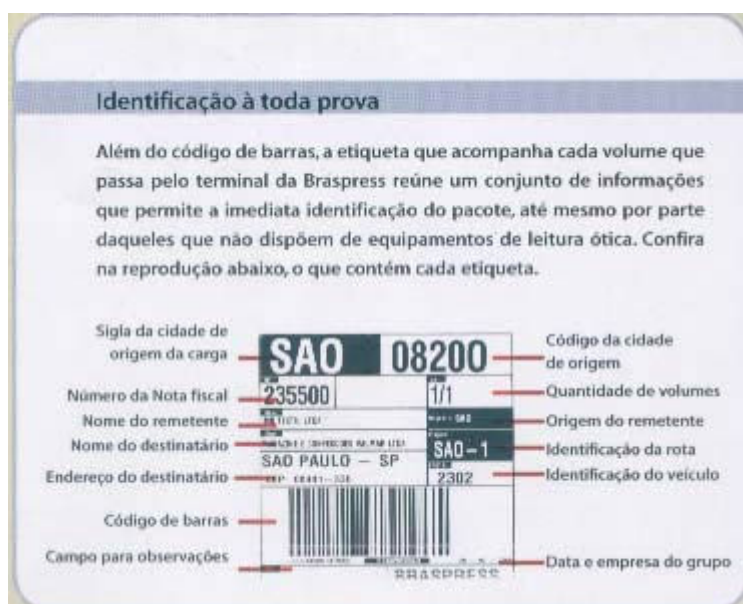 Identificação à toda prova
Além do código de barras, a etiqueta que acompanha cada volume que
passa pelo terminal da Braspress reúne um conjunto de informações
que permite a imediata identificação do pacote, até mesmo por parte
daqueles que não dispõem de equipamentos de leitura ótica. Confira
na reprodução abaixo, o que contém cada etiqueta.
Sigla da cidade de
origem da carga
SAO 08200
Código da cidade
de origem
Número da Nota fiscal
235500
1/1
Quantidade de volumes
Nome do remetente
LTDA
Origem do remetente
Nome do destinatário
LTDA
SAO-1
Identificação da rota
SAO PAULO - SP
Endereço do destinatário
CEP
2302
Identificação do veículo
Código de barras
Campo para observações
Data e empresa do grupo
BRASPRESS